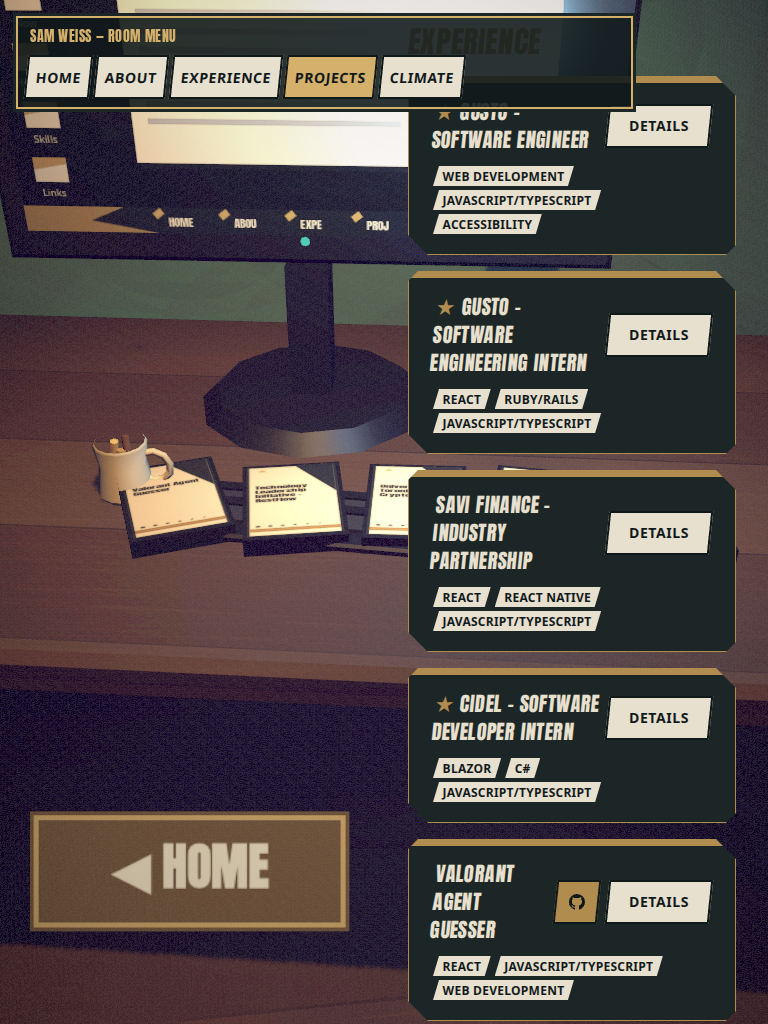 EXPERIENCE
SAM WEISS – ROOM MENU
HOME
ABOUT
EXPERIENCE
PROJECTS
CLIMATE
Skills
Links
HOME
ABOU
EXPE
PROJ
★ GUSTO -
SOFTWARE ENGINEER
DETAILS
WEB DEVELOPMENT
JAVASCRIPT/TYPESCRIPT
ACCESSIBILITY
★ GUSTO -
SOFTWARE
ENGINEERING INTERN
DETAILS
REACT RUBY/RAILS
JAVASCRIPT/TYPESCRIPT
Valorant Agent
Guesser
Technology
Leadership
Initiative -
BestNow
SAVI FINANCE -
INDUSTRY
PARTNERSHIP
DETAILS
REACT REACT NATIVE
JAVASCRIPT/TYPESCRIPT
★ CIDEL - SOFTWARE
DEVELOPER INTERN
DETAILS
BLAZOR C#
JAVASCRIPT/TYPESCRIPT
◀ HOME
VALORANT
AGENT
GUESSER
DETAILS
REACT JAVASCRIPT/TYPESCRIPT
WEB DEVELOPMENT